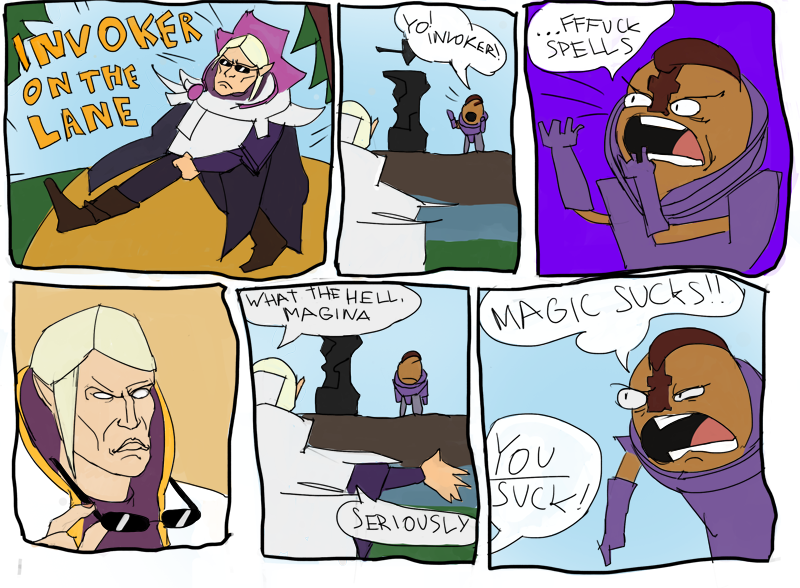 INVOKER
ON THE
LANE
YO!
INVOKER!
...FFFUCK
SPELLS
WHAT THE HELL,
MAGINA
SERIOUSLY
MAGIC SUCKS!!
YOU
SUCK!